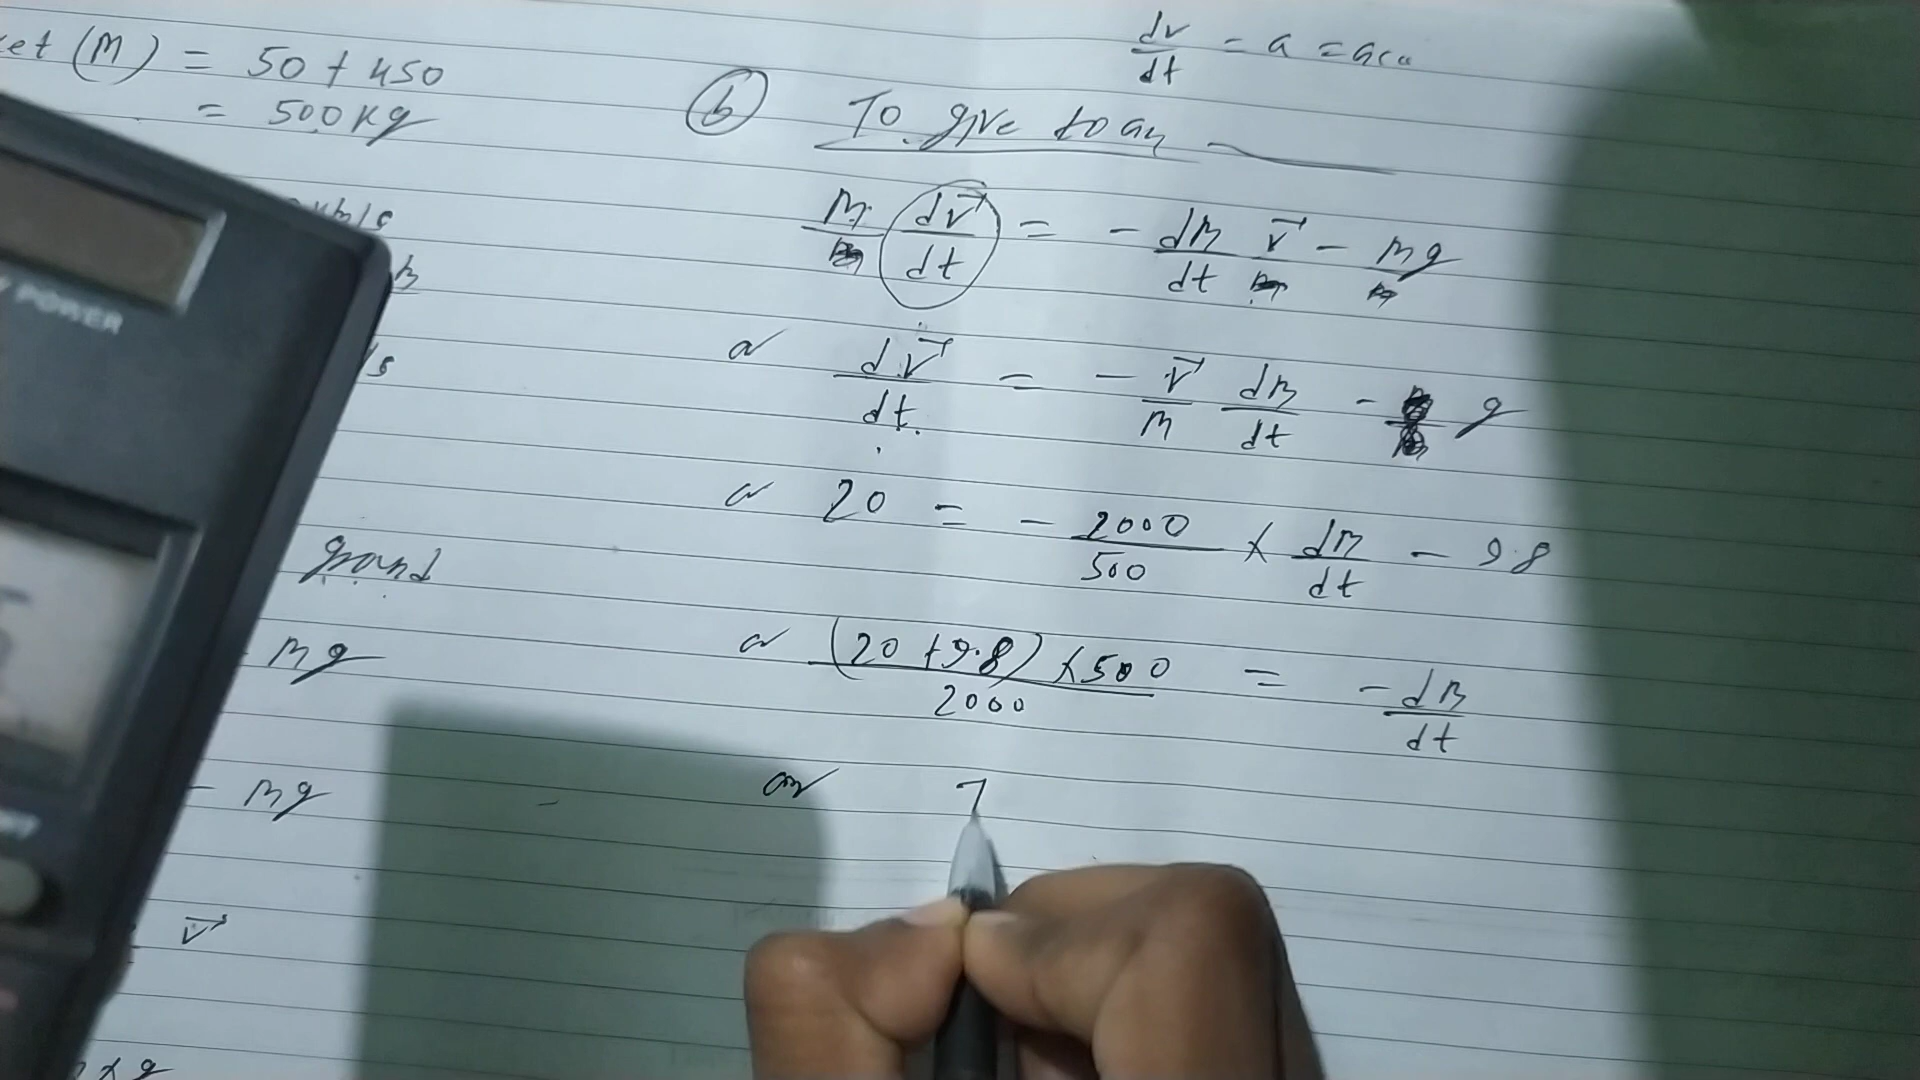 (M) = 50 + 450
= 500 kg
POWER
ground
mg
- mg
v⃗
x g
dv/dt = a = acc
(b) To give to an
M dv⃗/dt = - dM/dt v⃗ - mg
or dv⃗/dt = - v⃗/M dM/dt - g
or 20 = - 2000/500 × dM/dt - 9.8
or (20 + 9.8) × 500 / 2000 = - dM/dt
or 7